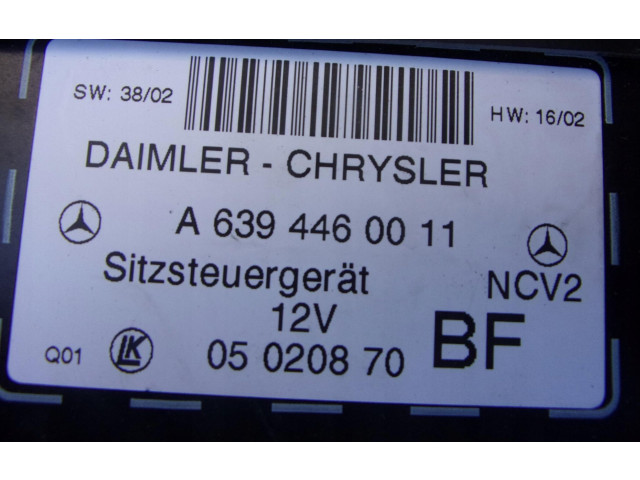 SW: 38/02
HW: 16/02
DAIMLER - CHRYSLER
A 639 446 00 11
Sitzsteuergerät
NCV2
12V
BF
Q01
LK
05 0208 70